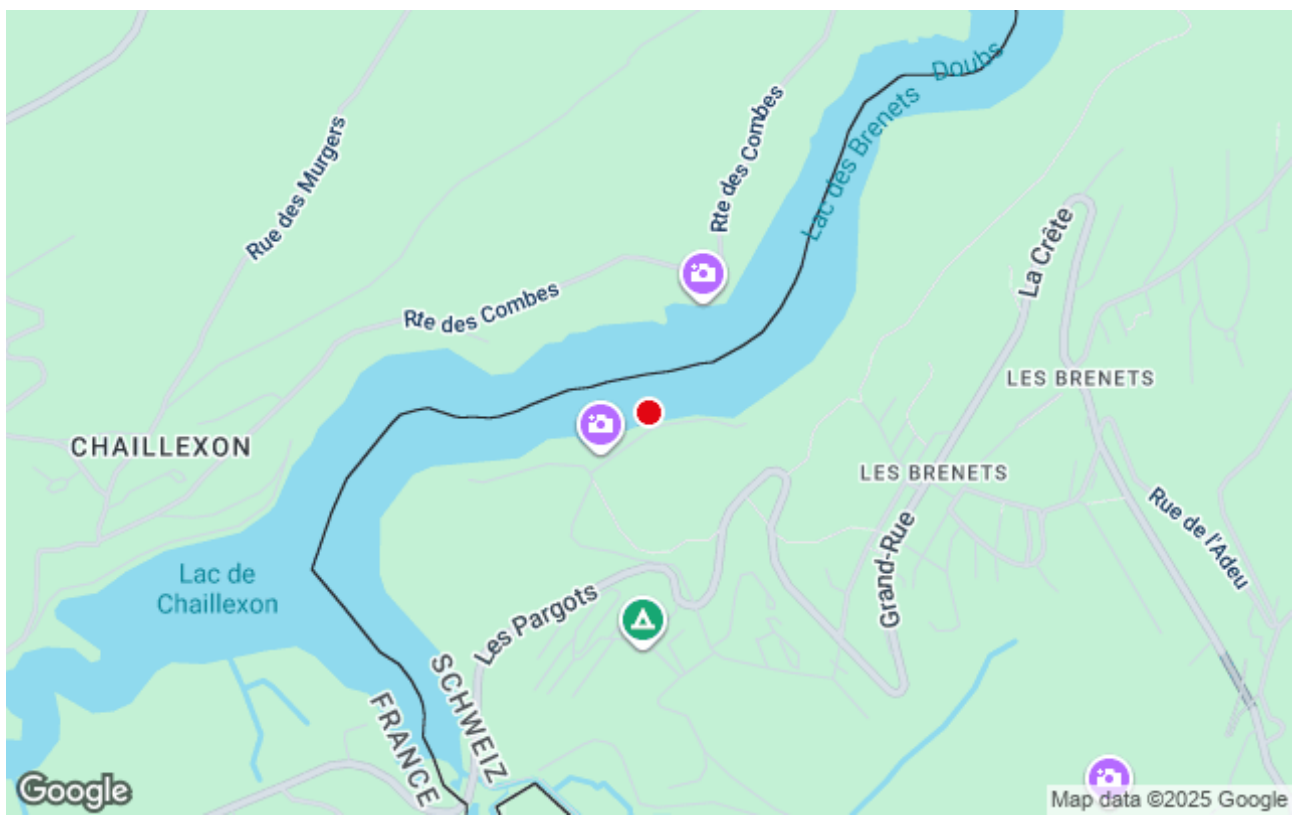 Doubs
Lac des Brenets
Rte des Combes
Rue des Murgers
La Crête
Rte des Combes
LES BRENETS
CHAILLEXON
LES BRENETS
Rue de l'Adeu
Grand-Rue
Lac de
Chaillexon
Les Pargots
SCHWEIZ
FRANCE
Google
Map data ©2025 Google